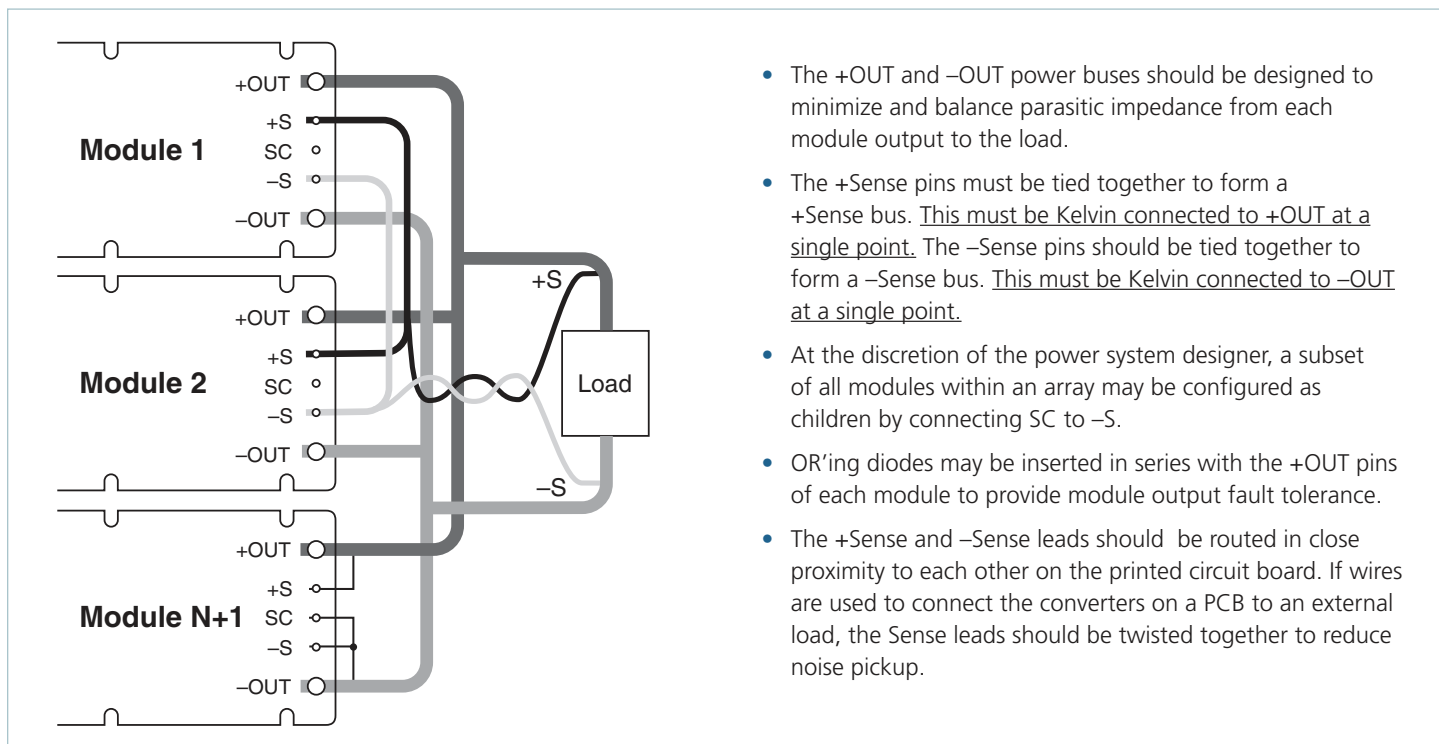 +OUT
+S
Module 1
SC
–S
–OUT
+OUT
+S
Module 2
SC
–S
–OUT
+OUT
+S
Module N+1
SC
–S
–OUT
+S
Load
–S
• The +OUT and –OUT power buses should be designed to
minimize and balance parasitic impedance from each
module output to the load.
• The +Sense pins must be tied together to form a
+Sense bus. This must be Kelvin connected to +OUT at a
single point. The –Sense pins should be tied together to
form a –Sense bus. This must be Kelvin connected to –OUT
at a single point.
• At the discretion of the power system designer, a subset
of all modules within an array may be configured as
children by connecting SC to –S.
• OR'ing diodes may be inserted in series with the +OUT pins
of each module to provide module output fault tolerance.
• The +Sense and –Sense leads should be routed in close
proximity to each other on the printed circuit board. If wires
are used to connect the converters on a PCB to an external
load, the Sense leads should be twisted together to reduce
noise pickup.